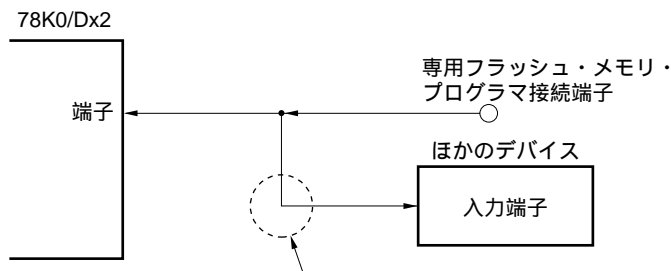 78K0/Dx2
専用フラッシュ・メモリ・
プログラマ接続端子
端子
ほかのデバイス
入力端子